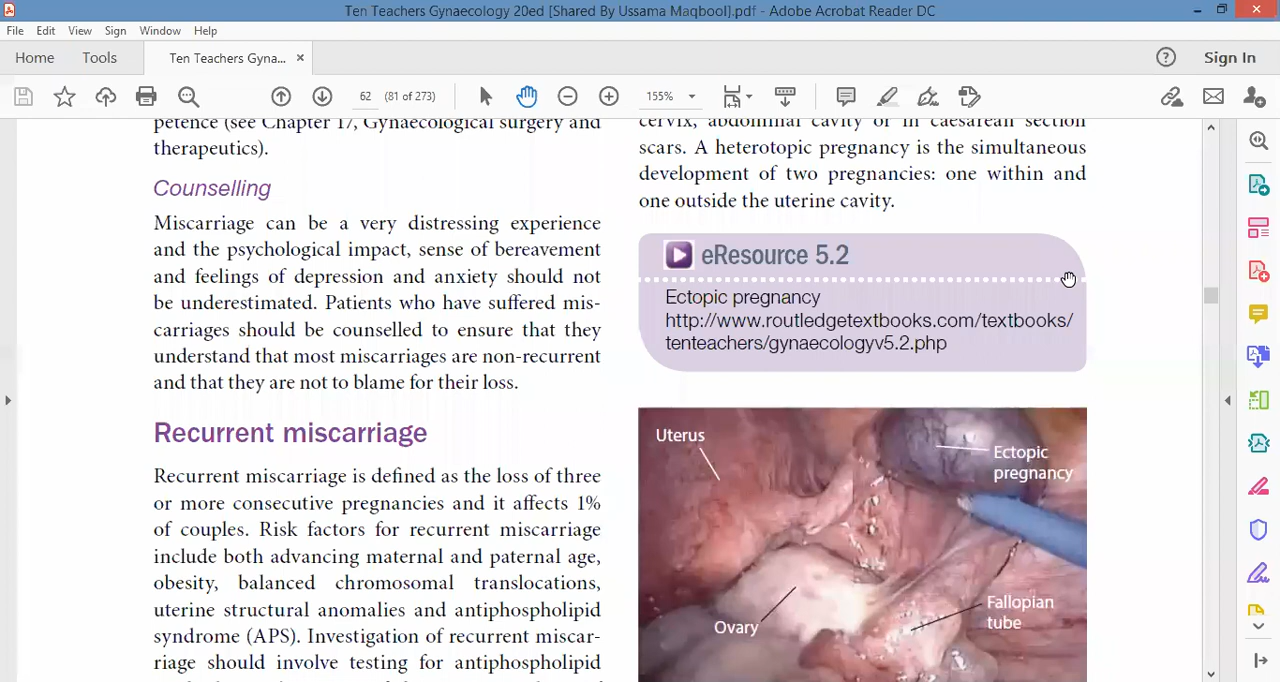 Ten Teachers Gynaecology 20ed [Shared By Ussama Maqbool].pdf - Adobe Acrobat Reader DC
File Edit View Sign Window Help
Home Tools Ten Teachers Gyna... × Sign In
62 (81 of 273) 155%
petence (see Chapter 17, Gynaecological surgery and
therapeutics).
Counselling
Miscarriage can be a very distressing experience
and the psychological impact, sense of bereavement
and feelings of depression and anxiety should not
be underestimated. Patients who have suffered mis-
carriages should be counselled to ensure that they
understand that most miscarriages are non-recurrent
and that they are not to blame for their loss.
Recurrent miscarriage
Recurrent miscarriage is defined as the loss of three
or more consecutive pregnancies and it affects 1%
of couples. Risk factors for recurrent miscarriage
include both advancing maternal and paternal age,
obesity, balanced chromosomal translocations,
uterine structural anomalies and antiphospholipid
syndrome (APS). Investigation of recurrent miscar-
riage should involve testing for antiphospholipid
cervix, abdominal cavity or in caesarean section
scars. A heterotopic pregnancy is the simultaneous
development of two pregnancies: one within and
one outside the uterine cavity.
eResource 5.2
Ectopic pregnancy
http://www.routledgetextbooks.com/textbooks/
tenteachers/gynaecologyv5.2.php
Uterus
Ectopic
pregnancy
Fallopian
tube
Ovary